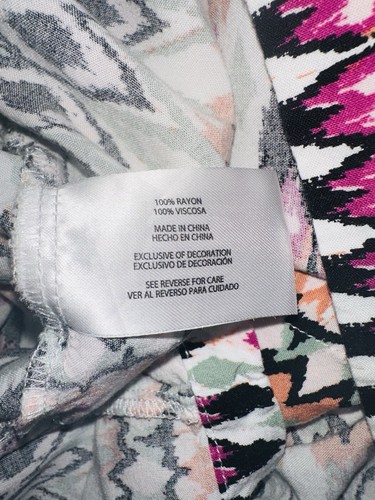 100% RAYON
100% VISCOSA
MADE IN CHINA
HECHO EN CHINA
EXCLUSIVE OF DECORATION
EXCLUSIVO DE DECORACIÓN
SEE REVERSE FOR CARE
VER AL REVERSO PARA CUIDADO